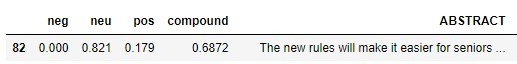 neg neu pos compound ABSTRACT
82 0.000 0.821 0.179 0.6872 The new rules will make it easier for seniors ...